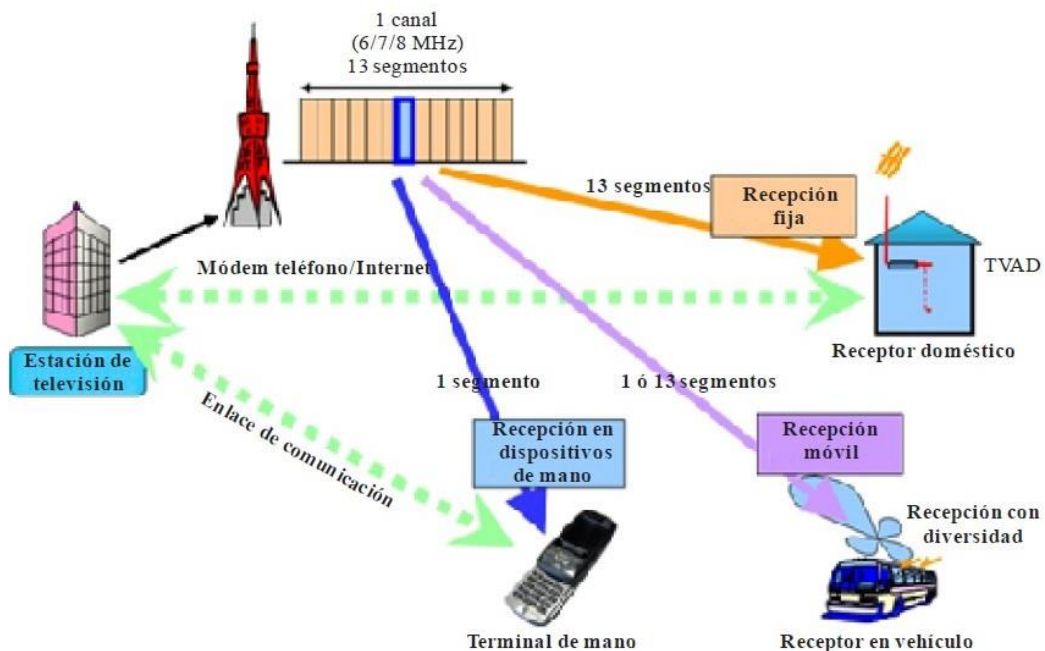 1 canal
(6/7/8 MHz)
13 segmentos
13 segmentos
Recepción
fija
Módem teléfono/Internet
TVAD
Estación de
televisión
Receptor doméstico
1 segmento
1 ó 13 segmentos
Enlace de comunicación
Recepción en
dispositivos
de mano
Recepción
móvil
Recepción con
diversidad
Terminal de mano
Receptor en vehículo